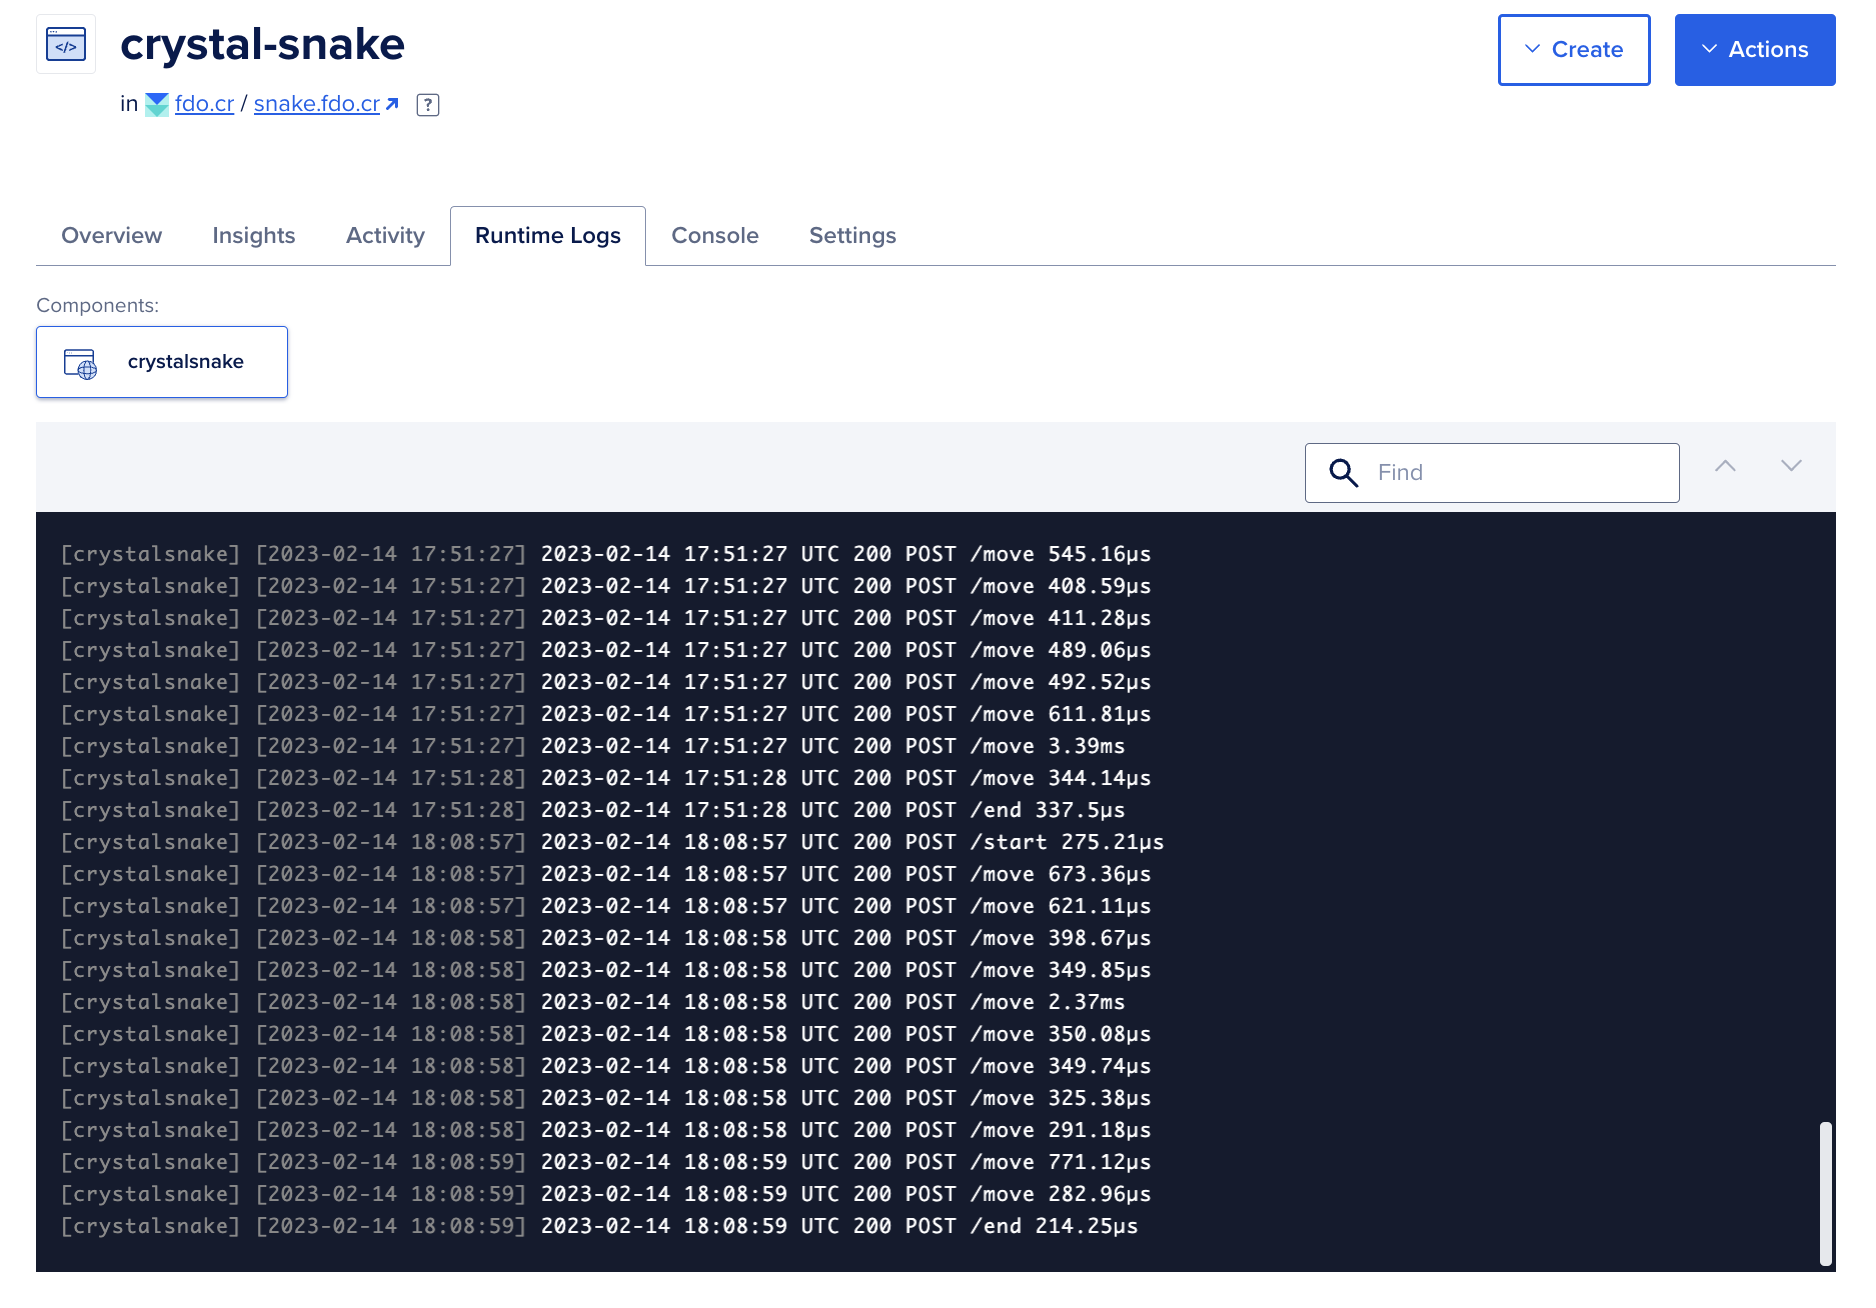 </>
crystal-snake
in fdo.cr / snake.fdo.cr ?
Create
Actions
Overview
Insights
Activity
Runtime Logs
Console
Settings
Components:
crystalsnake
Find
[crystalsnake] [2023-02-14 17:51:27] 2023-02-14 17:51:27 UTC 200 POST /move 545.16µs
[crystalsnake] [2023-02-14 17:51:27] 2023-02-14 17:51:27 UTC 200 POST /move 408.59µs
[crystalsnake] [2023-02-14 17:51:27] 2023-02-14 17:51:27 UTC 200 POST /move 411.28µs
[crystalsnake] [2023-02-14 17:51:27] 2023-02-14 17:51:27 UTC 200 POST /move 489.06µs
[crystalsnake] [2023-02-14 17:51:27] 2023-02-14 17:51:27 UTC 200 POST /move 492.52µs
[crystalsnake] [2023-02-14 17:51:27] 2023-02-14 17:51:27 UTC 200 POST /move 611.81µs
[crystalsnake] [2023-02-14 17:51:27] 2023-02-14 17:51:27 UTC 200 POST /move 3.39ms
[crystalsnake] [2023-02-14 17:51:28] 2023-02-14 17:51:28 UTC 200 POST /move 344.14µs
[crystalsnake] [2023-02-14 17:51:28] 2023-02-14 17:51:28 UTC 200 POST /end 337.5µs
[crystalsnake] [2023-02-14 18:08:57] 2023-02-14 18:08:57 UTC 200 POST /start 275.21µs
[crystalsnake] [2023-02-14 18:08:57] 2023-02-14 18:08:57 UTC 200 POST /move 673.36µs
[crystalsnake] [2023-02-14 18:08:57] 2023-02-14 18:08:57 UTC 200 POST /move 621.11µs
[crystalsnake] [2023-02-14 18:08:58] 2023-02-14 18:08:58 UTC 200 POST /move 398.67µs
[crystalsnake] [2023-02-14 18:08:58] 2023-02-14 18:08:58 UTC 200 POST /move 349.85µs
[crystalsnake] [2023-02-14 18:08:58] 2023-02-14 18:08:58 UTC 200 POST /move 2.37ms
[crystalsnake] [2023-02-14 18:08:58] 2023-02-14 18:08:58 UTC 200 POST /move 350.08µs
[crystalsnake] [2023-02-14 18:08:58] 2023-02-14 18:08:58 UTC 200 POST /move 349.74µs
[crystalsnake] [2023-02-14 18:08:58] 2023-02-14 18:08:58 UTC 200 POST /move 325.38µs
[crystalsnake] [2023-02-14 18:08:58] 2023-02-14 18:08:58 UTC 200 POST /move 291.18µs
[crystalsnake] [2023-02-14 18:08:59] 2023-02-14 18:08:59 UTC 200 POST /move 771.12µs
[crystalsnake] [2023-02-14 18:08:59] 2023-02-14 18:08:59 UTC 200 POST /move 282.96µs
[crystalsnake] [2023-02-14 18:08:59] 2023-02-14 18:08:59 UTC 200 POST /end 214.25µs